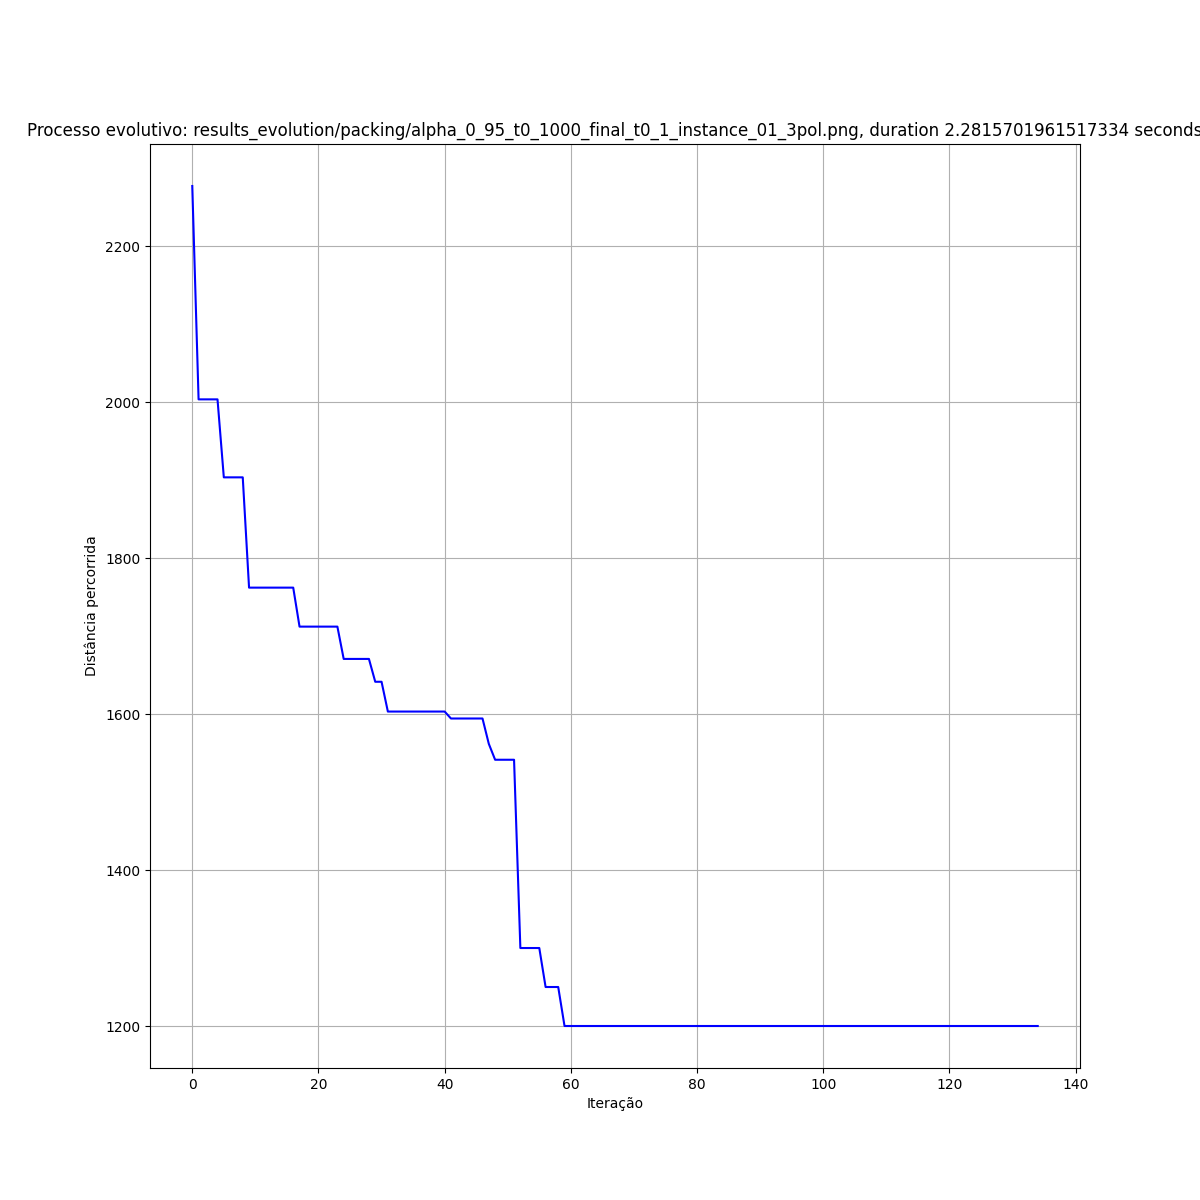 Processo evolutivo: results_evolution/packing/alpha_0_95_t0_1000_final_t0_1_instance_01_3pol.png, duration 2.2815701961517334 seconds
2200
2000
1800
1600
1400
1200
Distância percorrida
0 20 40 60 80 100 120 140
Iteração